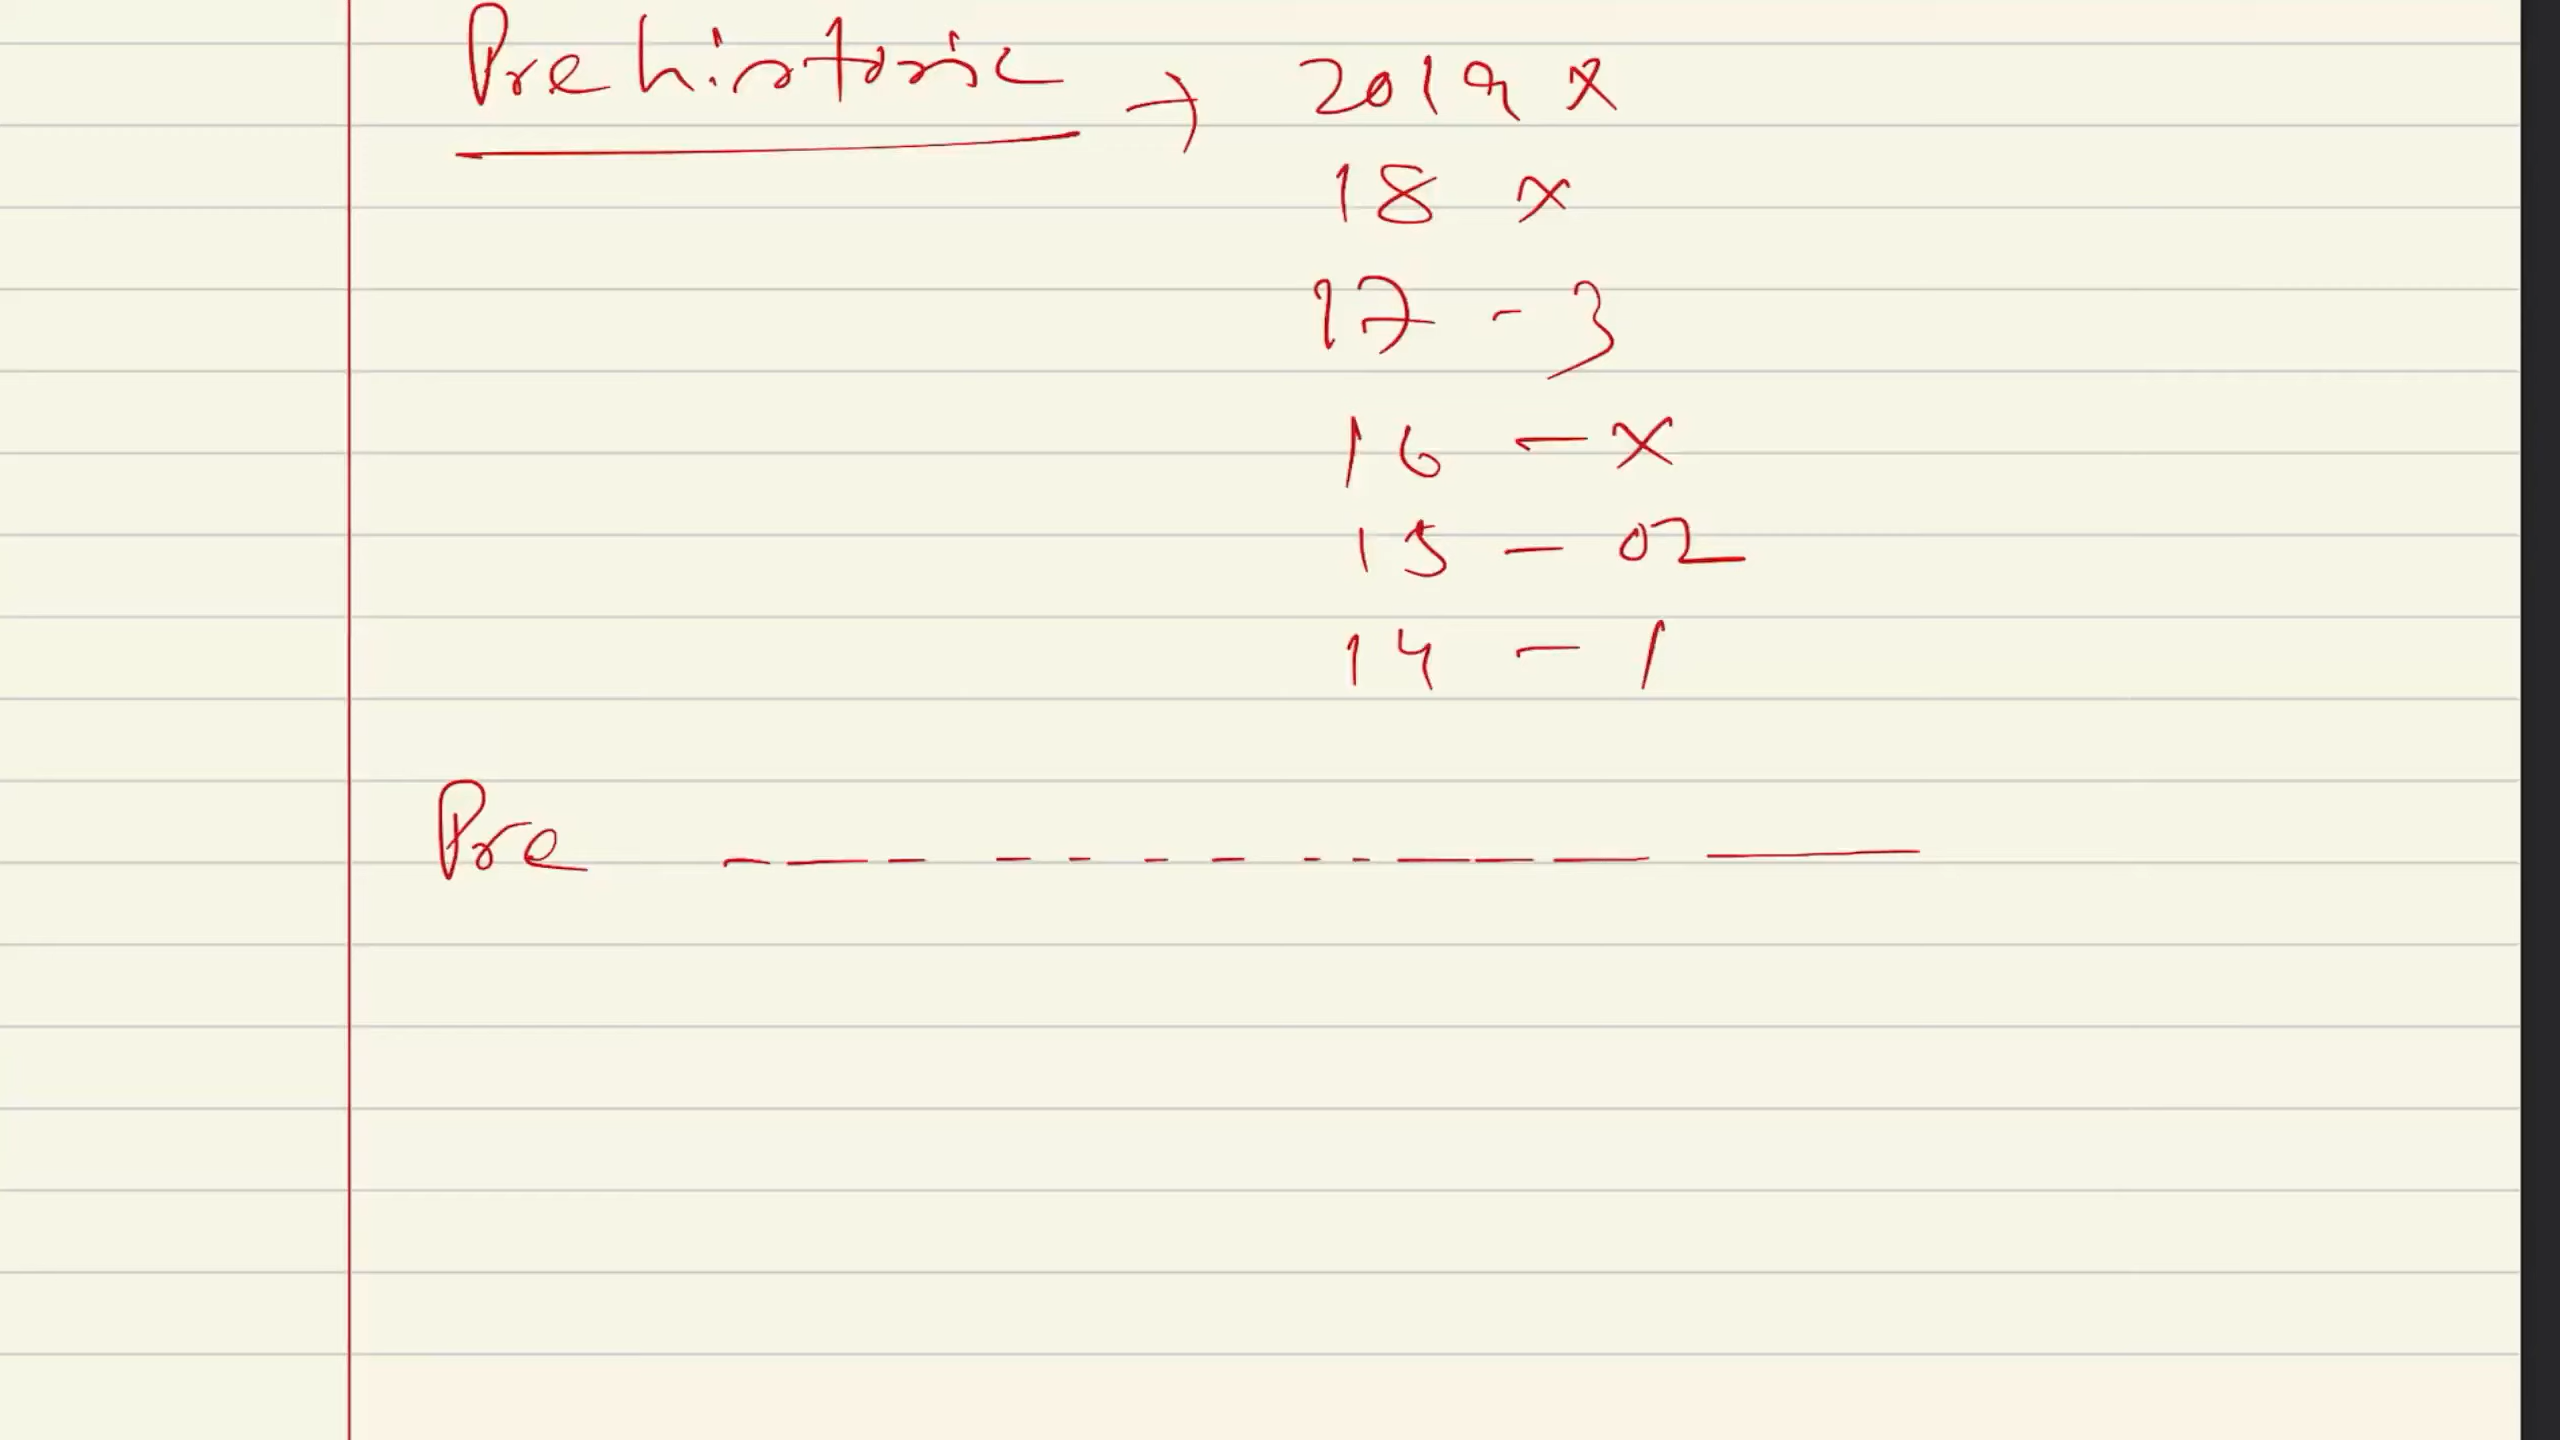 Prehistoric → 2019 x
18 x
17 - 3
16 - x
15 - 02
14 - 1
Pre - - - - - - - - - - - - -